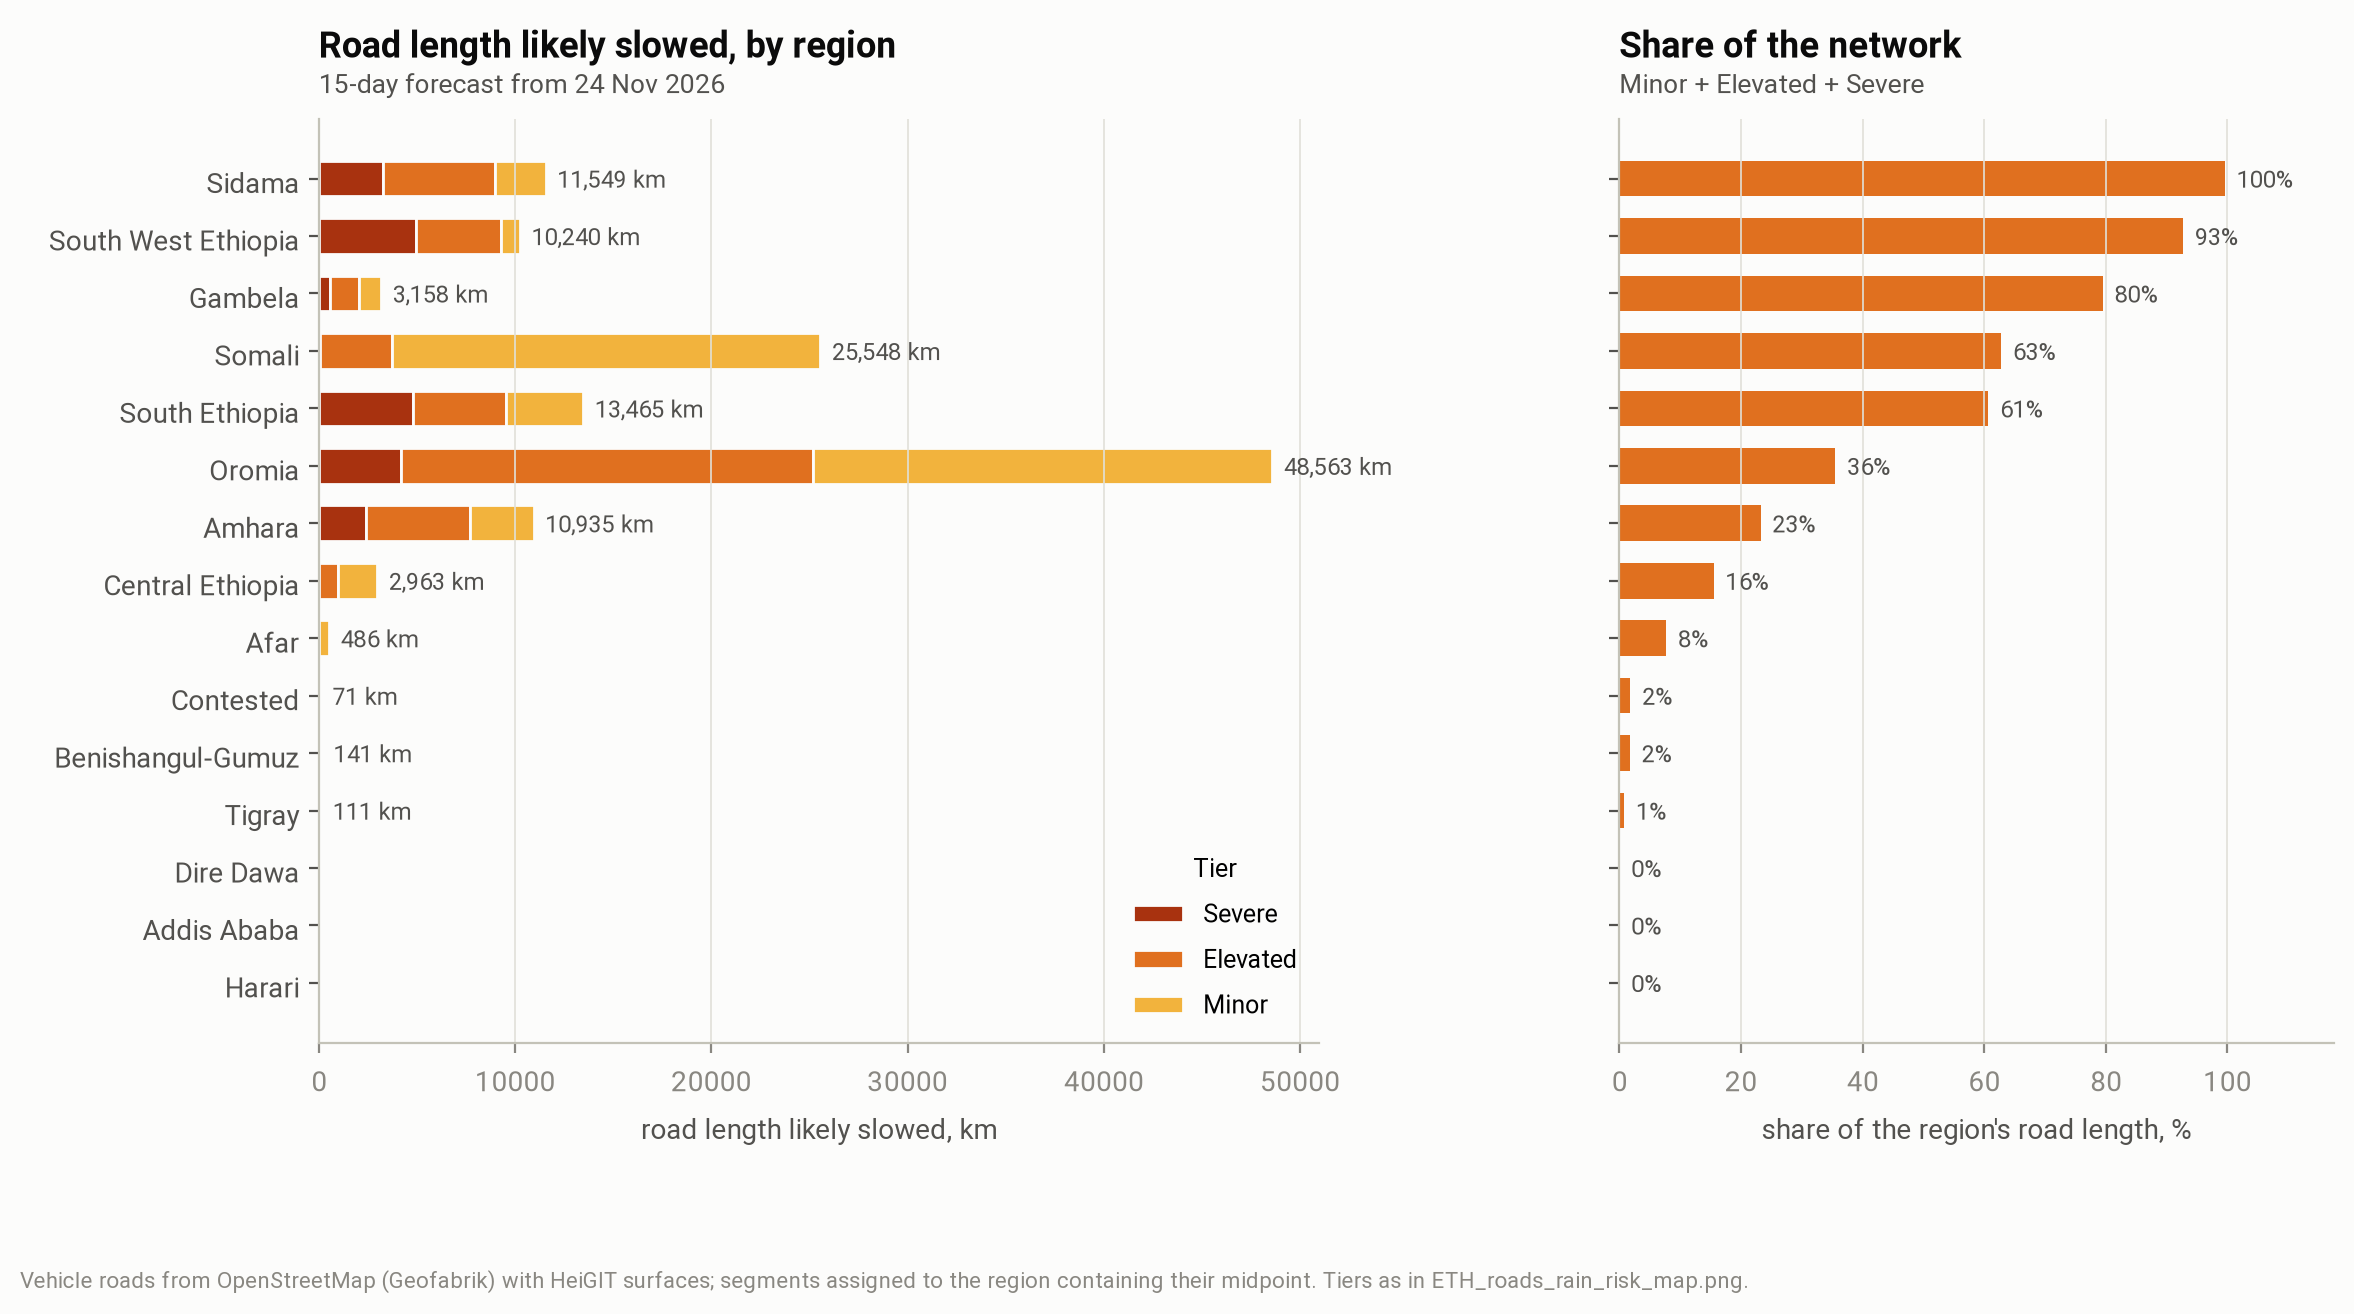 Road length likely slowed, by region
15-day forecast from 24 Nov 2026
Sidama
11,549 km
South West Ethiopia
10,240 km
Gambela
3,158 km
Somali
25,548 km
South Ethiopia
13,465 km
Oromia
48,563 km
Amhara
10,935 km
Central Ethiopia
2,963 km
Afar
486 km
Contested
71 km
Benishangul-Gumuz
141 km
Tigray
111 km
Dire Dawa
Addis Ababa
Harari
Tier
Severe
Elevated
Minor
0 10000 20000 30000 40000 50000
road length likely slowed, km
Share of the network
Minor + Elevated + Severe
100%
93%
80%
63%
61%
36%
23%
16%
8%
2%
2%
1%
0%
0%
0%
0 20 40 60 80 100
share of the region's road length, %
Vehicle roads from OpenStreetMap (Geofabrik) with HeiGIT surfaces; segments assigned to the region containing their midpoint. Tiers as in ETH_roads_rain_risk_map.png.